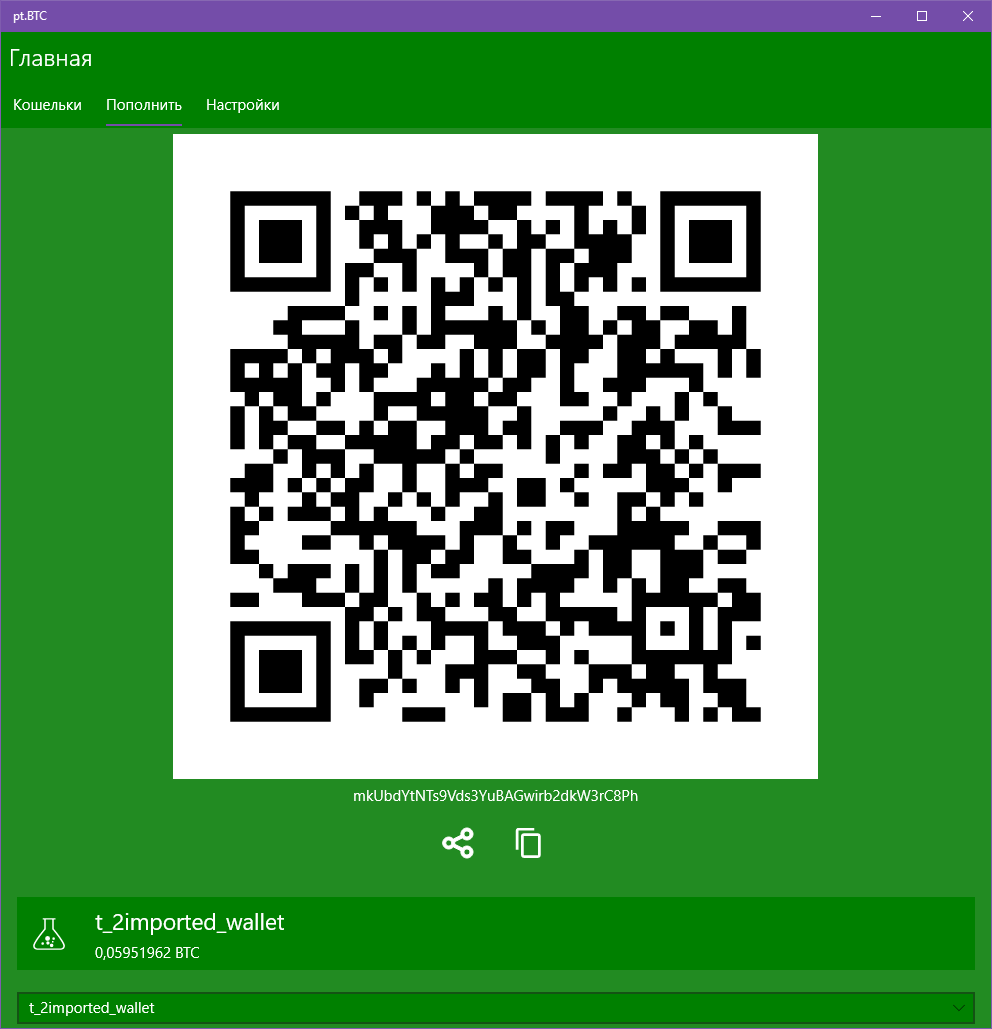 pt.BTC
Главная
Кошельки Пополнить Настройки
mkUbdYtNTs9Vds3YuBAGwirb2dkW3rC8Ph
t_2imported_wallet
0,05951962 BTC
t_2imported_wallet